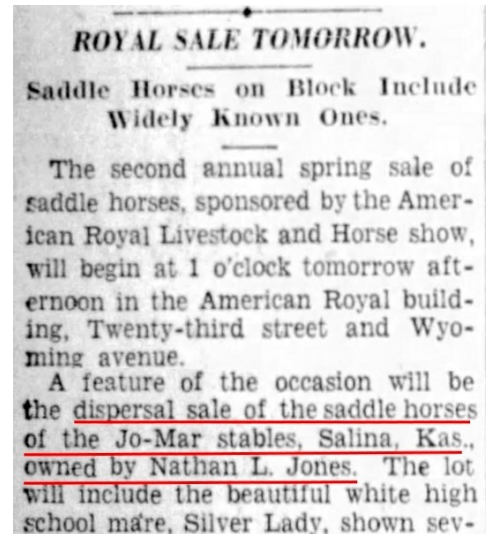 ROYAL SALE TOMORROW.
Saddle Horses on Block Include
Widely Known Ones.
The second annual spring sale of
saddle horses, sponsored by the Amer-
ican Royal Livestock and Horse show,
will begin at 1 o'clock tomorrow aft-
ernoon in the American Royal build-
ing, Twenty-third street and Wyo-
ming avenue.
A feature of the occasion will be
the dispersal sale of the saddle horses
of the Jo-Mar stables, Salina, Kas.,
owned by Nathan L. Jones. The lot
will include the beautiful white high
school mare, Silver Lady, shown sev-